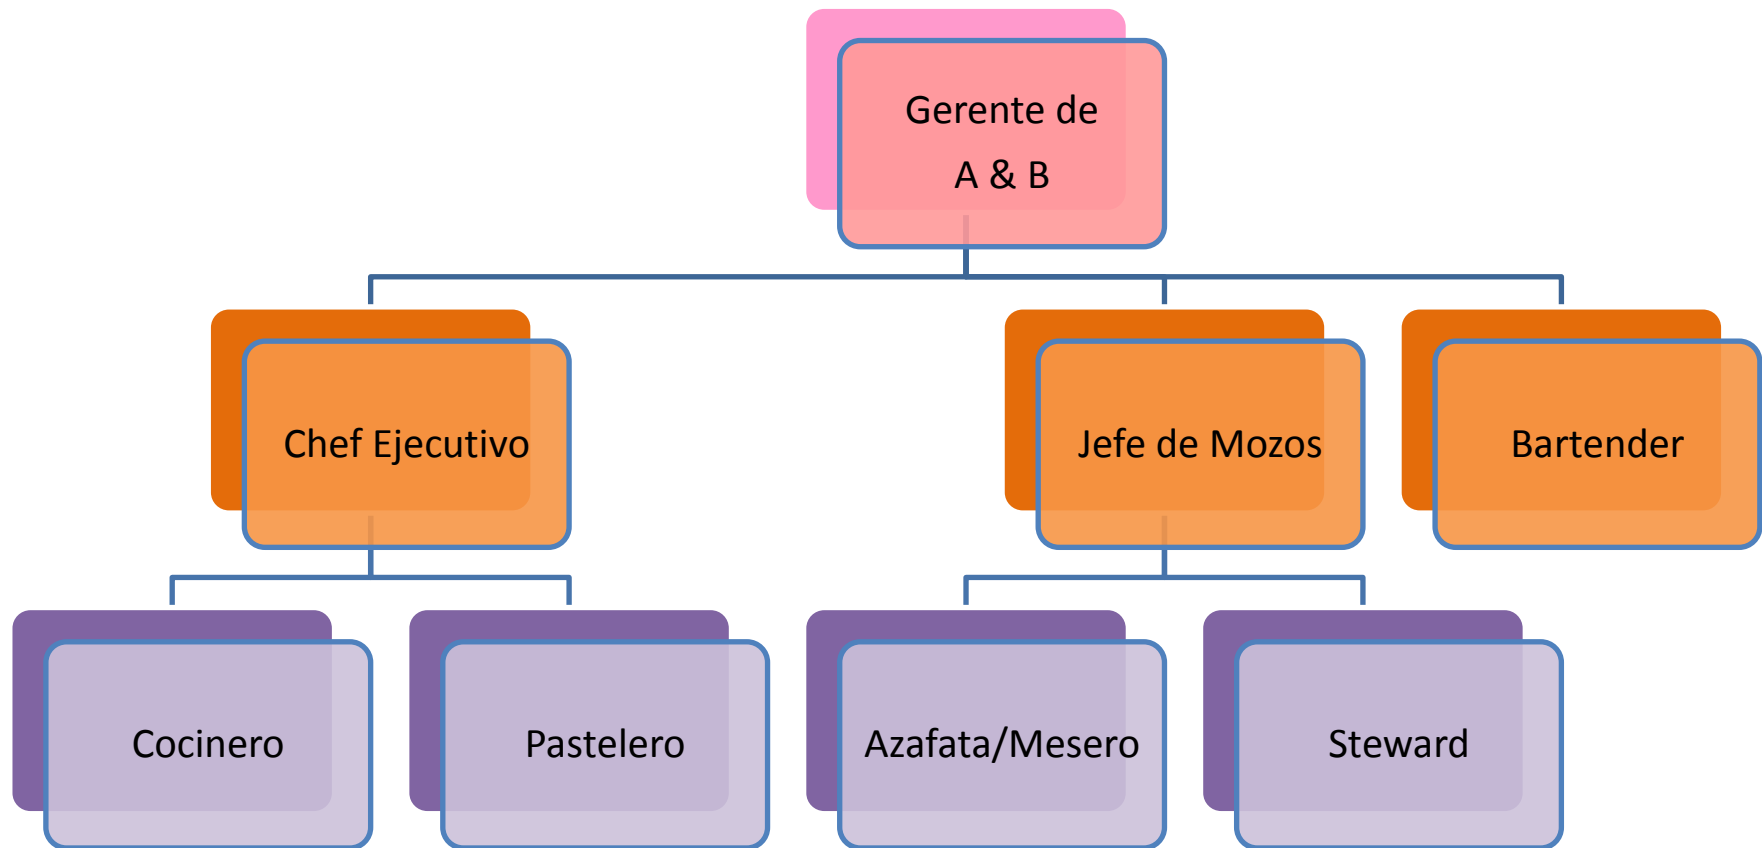 Gerente de
A & B
Chef Ejecutivo
Jefe de Mozos
Bartender
Cocinero
Pastelero
Azafata/Mesero
Steward